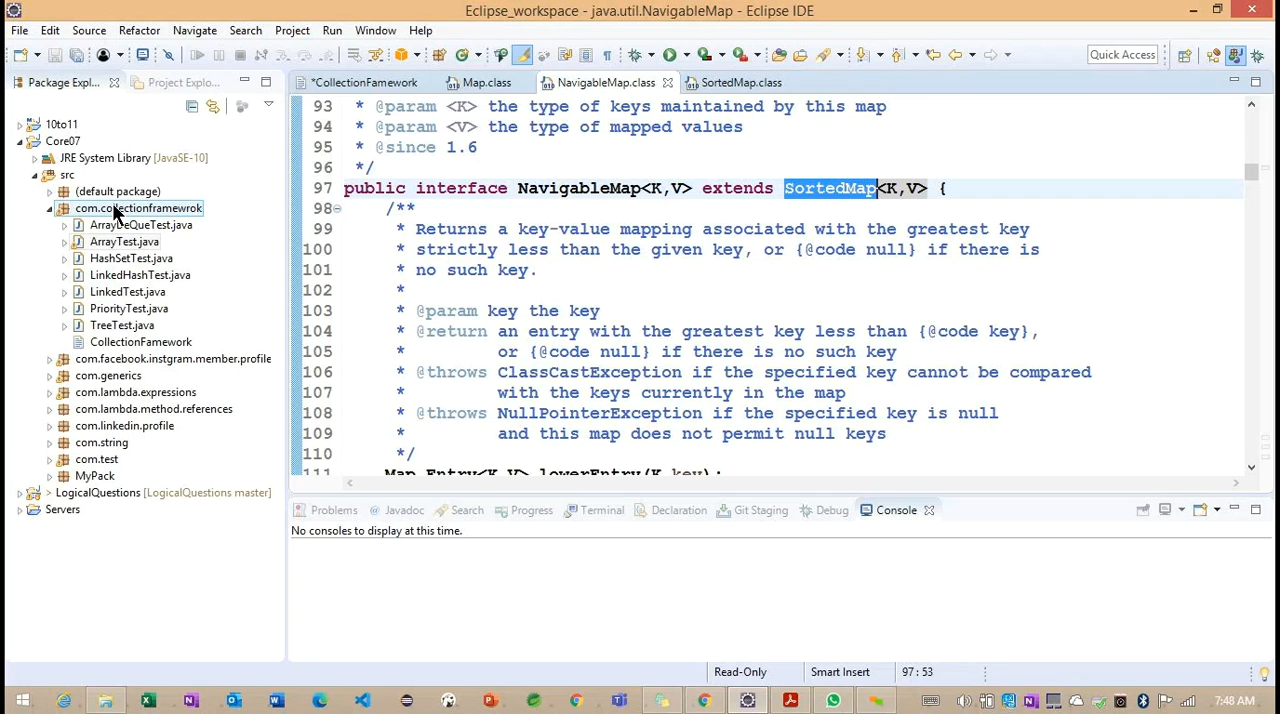 Eclipse_workspace - java.util.NavigableMap - Eclipse IDE
File Edit Source Refactor Navigate Search Project Run Window Help
Quick Access
Package Expl...
Project Explo...
10to11
Core07
JRE System Library [JavaSE-10]
src
(default package)
com.collectionframewrok
ArrayDeQueTest.java
ArrayTest.java
HashSetTest.java
LinkedHashTest.java
LinkedTest.java
PriorityTest.java
TreeTest.java
CollectionFamework
com.facebook.instgram.member.profile
com.generics
com.lambda.expressions
com.lambda.method.references
com.linkedin.profile
com.string
com.test
MyPack
> LogicalQuestions [LogicalQuestions master]
Servers
*CollectionFamework Map.class NavigableMap.class SortedMap.class
93 * @param <K> the type of keys maintained by this map
94 * @param <V> the type of mapped values
95 * @since 1.6
96 */
97 public interface NavigableMap<K,V> extends SortedMap<K,V> {
98 /**
99 * Returns a key-value mapping associated with the greatest key
100 * strictly less than the given key, or {@code null} if there is
101 * no such key.
102 *
103 * @param key the key
104 * @return an entry with the greatest key less than {@code key},
105 * or {@code null} if there is no such key
106 * @throws ClassCastException if the specified key cannot be compared
107 * with the keys currently in the map
108 * @throws NullPointerException if the specified key is null
109 * and this map does not permit null keys
110 */
111 Map.Entry<K,V> lowerEntry(K key);
Problems Javadoc Search Progress Terminal Declaration Git Staging Debug Console
No consoles to display at this time.
Read-Only Smart Insert 97 : 53
7:48 AM